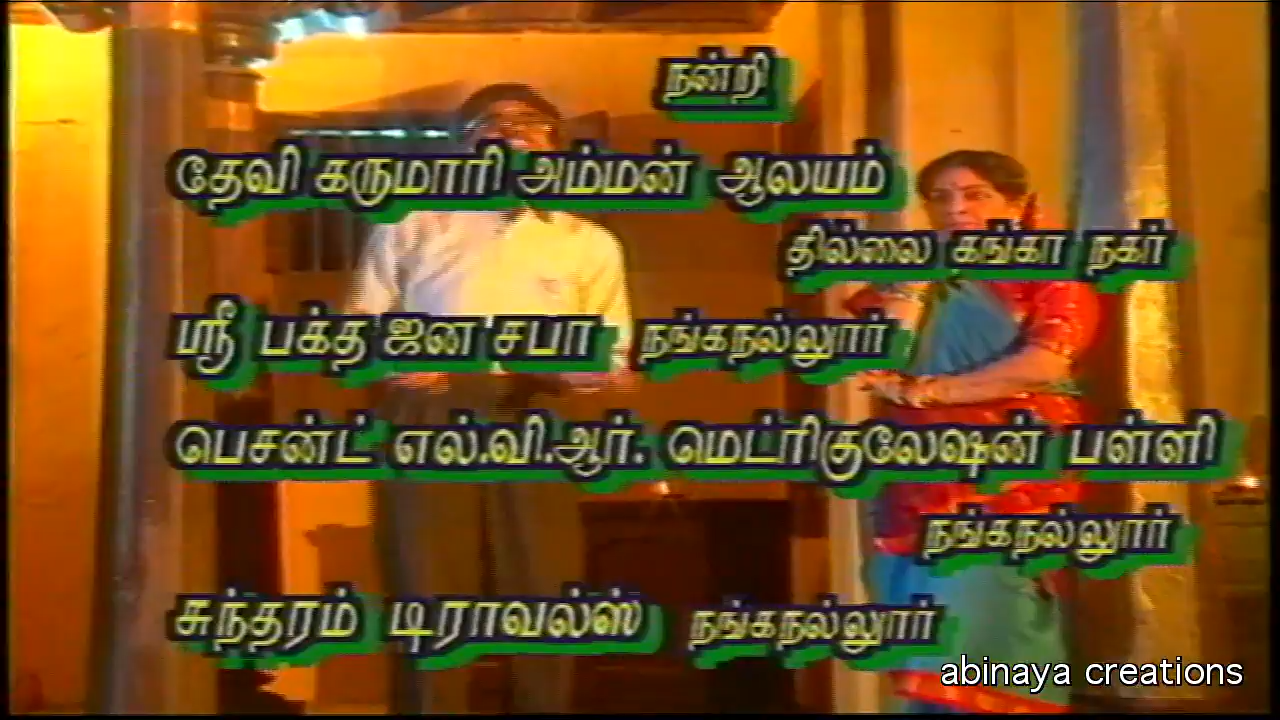 நன்றி
தேவி கருமாரி அம்மன் ஆலயம்
தில்லை கங்கா நகர்
ஸ்ரீ பக்த ஜன சபா நங்கநல்லூர்
பெசன்ட் எல்.வி.ஆர். மெட்ரிகுலேஷன் பள்ளி
நங்கநல்லூர்
சுந்தரம் டிராவல்ஸ் நங்கநல்லூர்
abinaya creations